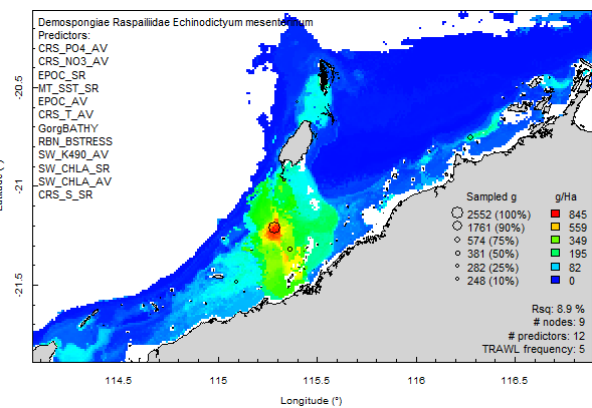 Demospongiae Raspailiidae Echinodictyum mesenterinum
Predictors:
CRS_PO4_AV
CRS_NO3_AV
EPOC_SR
MT_SST_SR
EPOC_AV
CRS_T_AV
GorgBATHY
RBN_BSTRESS
SW_K490_AV
SW_CHLA_SR
SW_CHLA_AV
CRS_S_SR
-20.5
-21
-21.5
Latitude (°)
Sampled g g/Ha
2552 (100%) 845
1761 (90%) 559
574 (75%) 349
381 (50%) 195
282 (25%) 82
248 (10%) 0
Rsq: 8.9 %
# nodes: 9
# predictors: 12
TRAWL frequency: 5
114.5 115 115.5 116 116.5
Longitude (°)